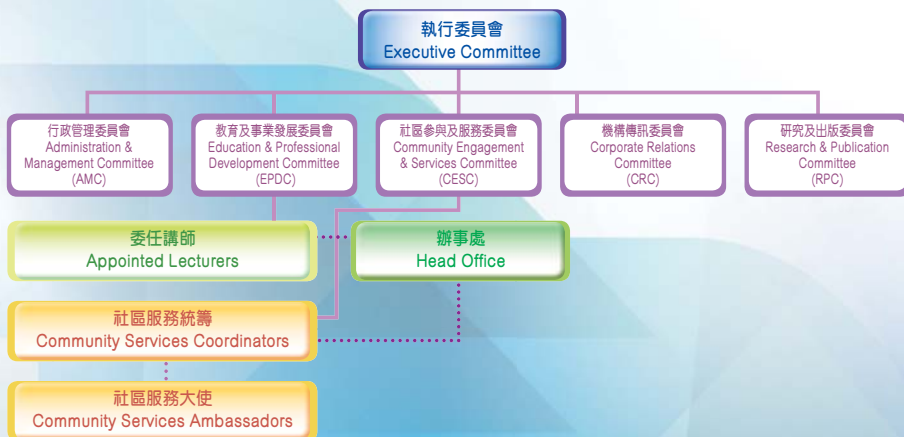 執行委員會
Executive Committee
行政管理委員會
Administration &
Management Committee
(AMC)
教育及事業發展委員會
Education & Professional
Development Committee
(EPDC)
社區參與及服務委員會
Community Engagement
& Services Committee
(CESC)
機構傳訊委員會
Corporate Relations
Committee
(CRC)
研究及出版委員會
Research & Publication
Committee
(RPC)
委任講師
Appointed Lecturers
辦事處
Head Office
社區服務統籌
Community Services Coordinators
社區服務大使
Community Services Ambassadors